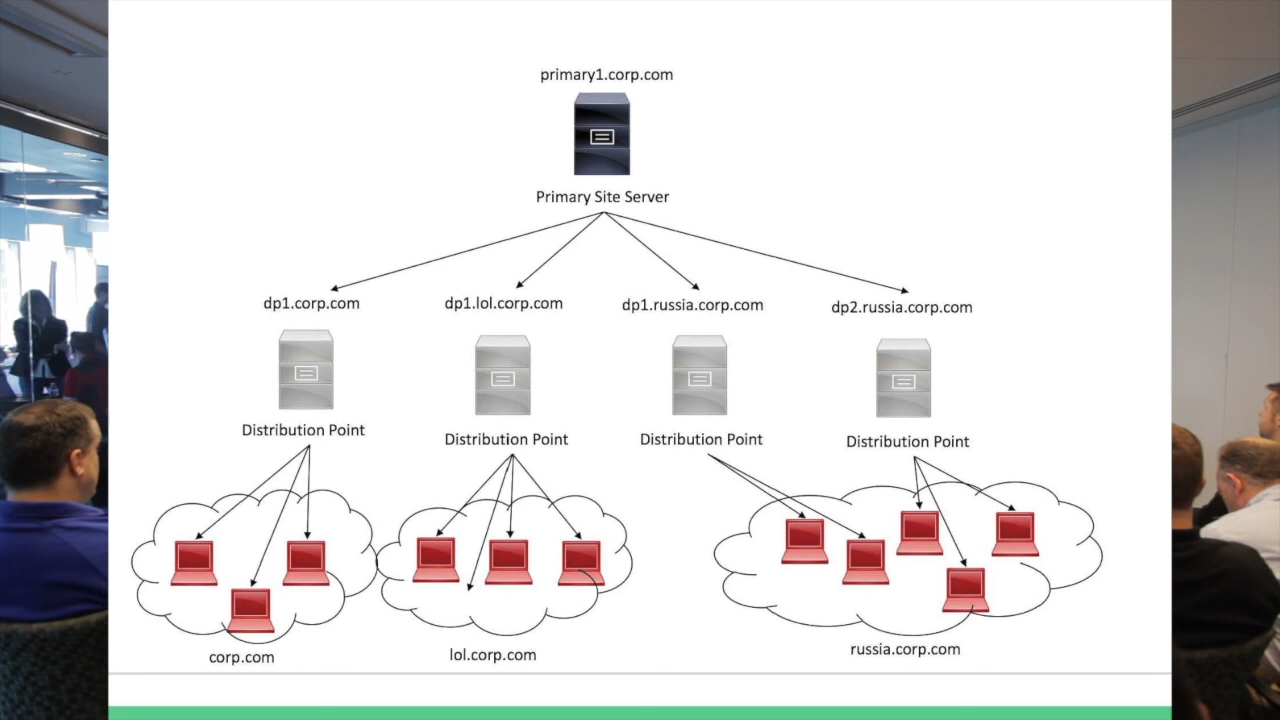 primary1.corp.com
Primary Site Server
dp1.corp.com
dp1.lol.corp.com
dp1.russia.corp.com
dp2.russia.corp.com
Distribution Point
Distribution Point
Distribution Point
Distribution Point
corp.com
lol.corp.com
russia.corp.com